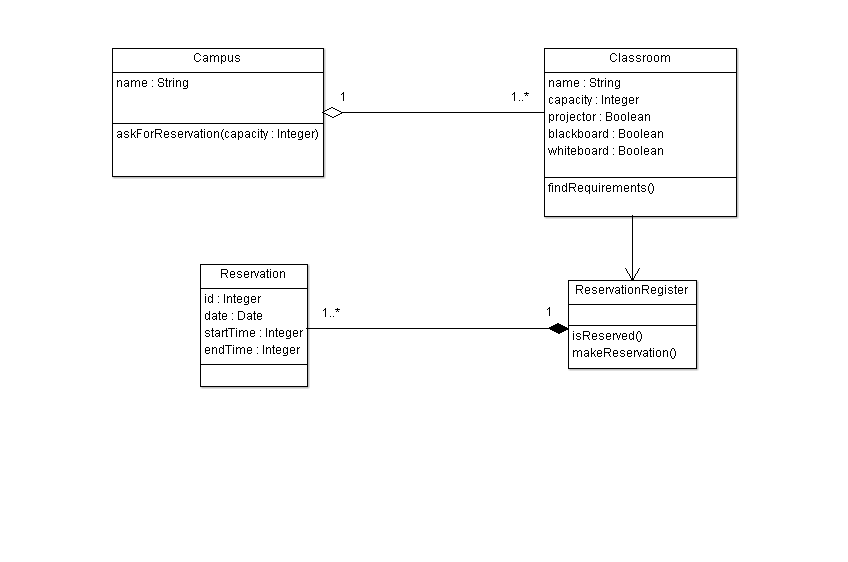 Campus
name : String
askForReservation(capacity : Integer)
1
1..*
Classroom
name : String
capacity : Integer
projector : Boolean
blackboard : Boolean
whiteboard : Boolean
findRequirements()
Reservation
id : Integer
date : Date
startTime : Integer
endTime : Integer
1..*
1
ReservationRegister
isReserved()
makeReservation()